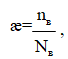 æ = n_в / N_в ,